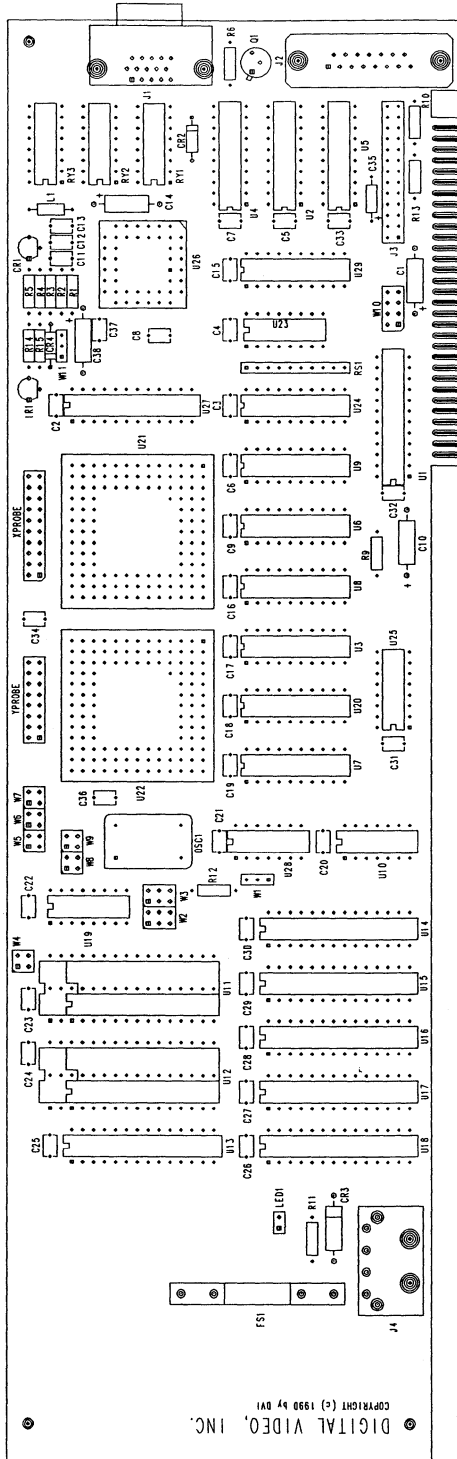 R6
Q1
J2
J1
R10
RY3
RY2
RY1
CR2
U4
U2
U5
C35
R13
J3
L1
C14
C7
C5
C33
CR1
C13
C12
C11
U26
C15
U29
C1
R5
R4
R3
R2
R1
W10
R14
R15
CR4
W11
C37
C38
C8
C4
U23
RS1
IR1
C2
U27
C3
U24
U1
U21
C6
U9
C32
XPROBE
C9
U6
R9
C10
C16
U8
C34
C17
U3
U25
YPROBE
C18
U20
C31
C19
U7
C36
U22
W7
W6
W5
W9
W8
OSC1
C21
U28
C20
U10
R12
W1
C22
U19
W3
W2
C30
U14
W4
C23
U11
C29
U15
C28
U16
C24
U12
C27
U17
C25
U13
C26
U18
LED1
R11
CR3
FS1
J4
COPYRIGHT (c) 1990 by DVI
DIGITAL VIDEO, INC.